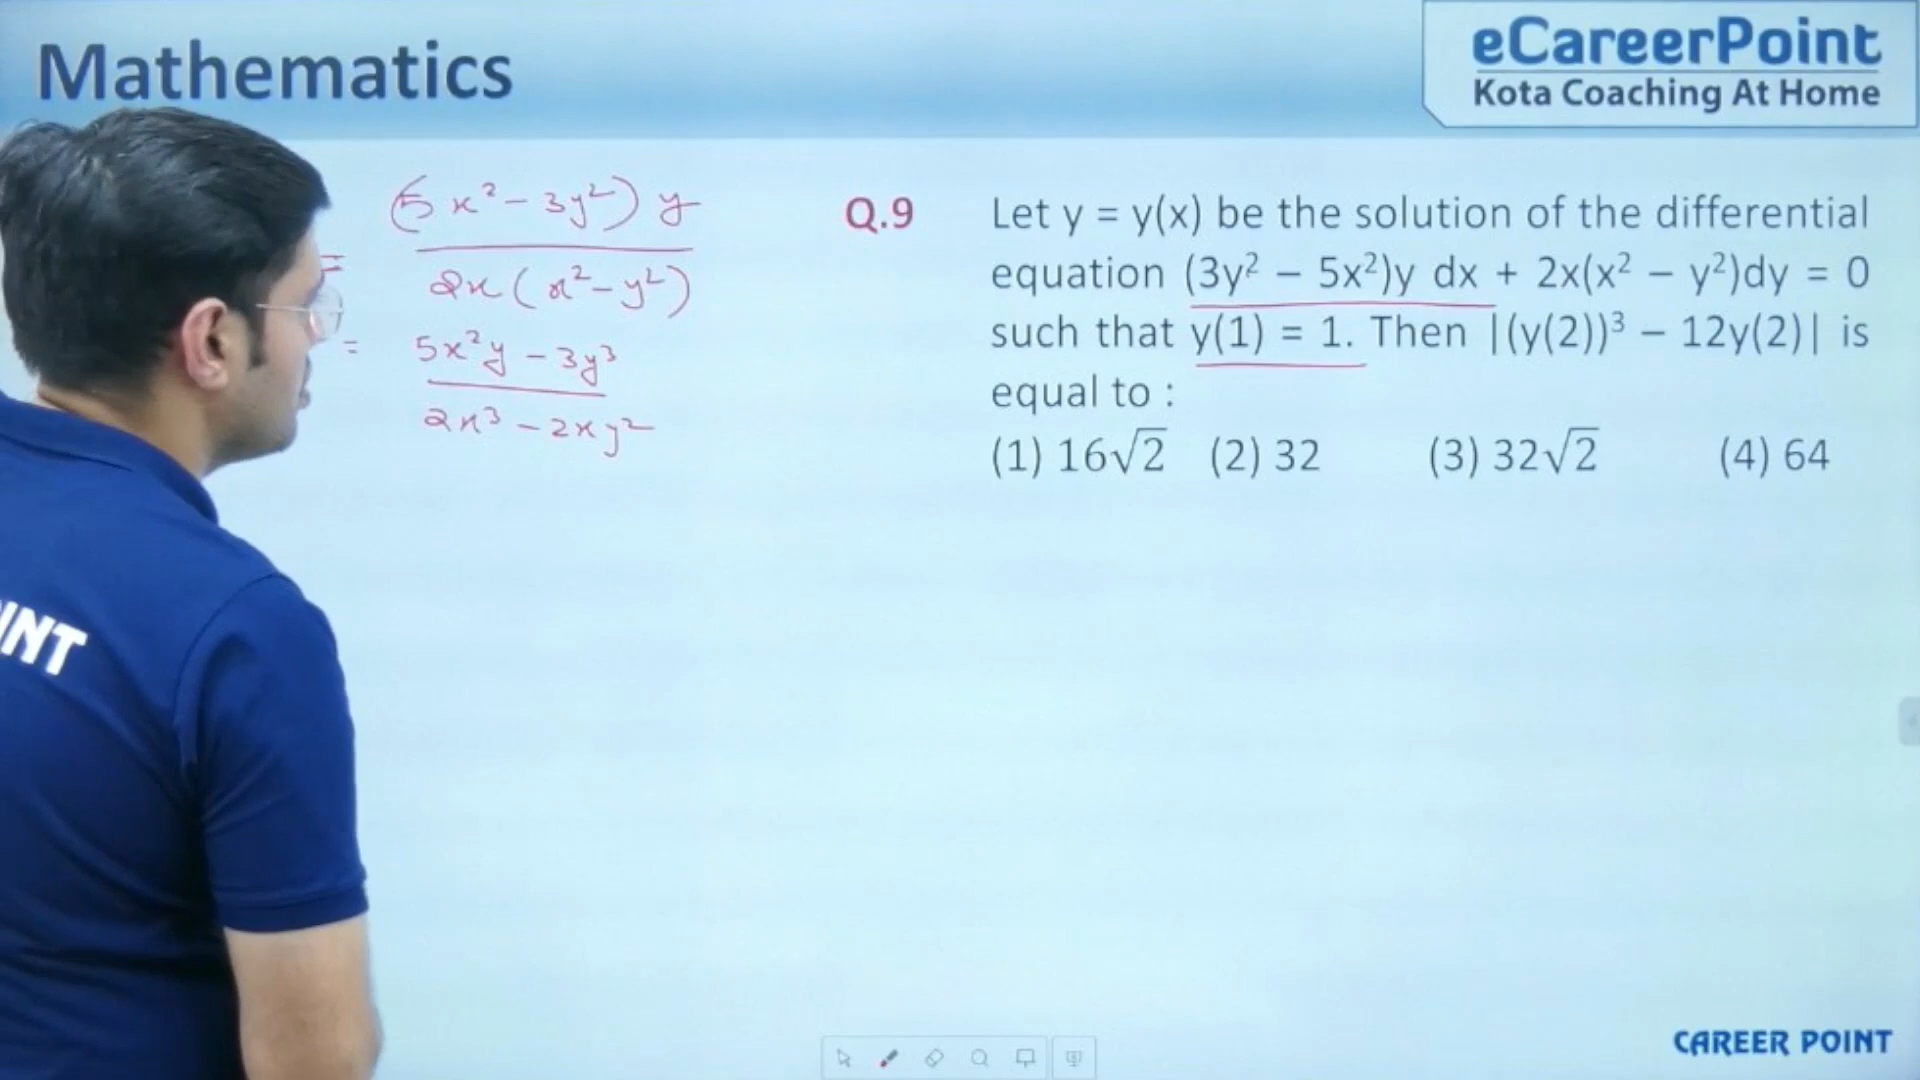 Mathematics
eCareerPoint
Kota Coaching At Home
= (5x² – 3y²) y / 2x (x² – y²)
= 5x²y – 3y³ / 2x³ – 2xy²
Q.9 Let y = y(x) be the solution of the differential
equation (3y² – 5x²)y dx + 2x(x² – y²)dy = 0
such that y(1) = 1. Then |(y(2))³ – 12y(2)| is
equal to :
(1) 16√2 (2) 32 (3) 32√2 (4) 64
INT
CAREER POINT